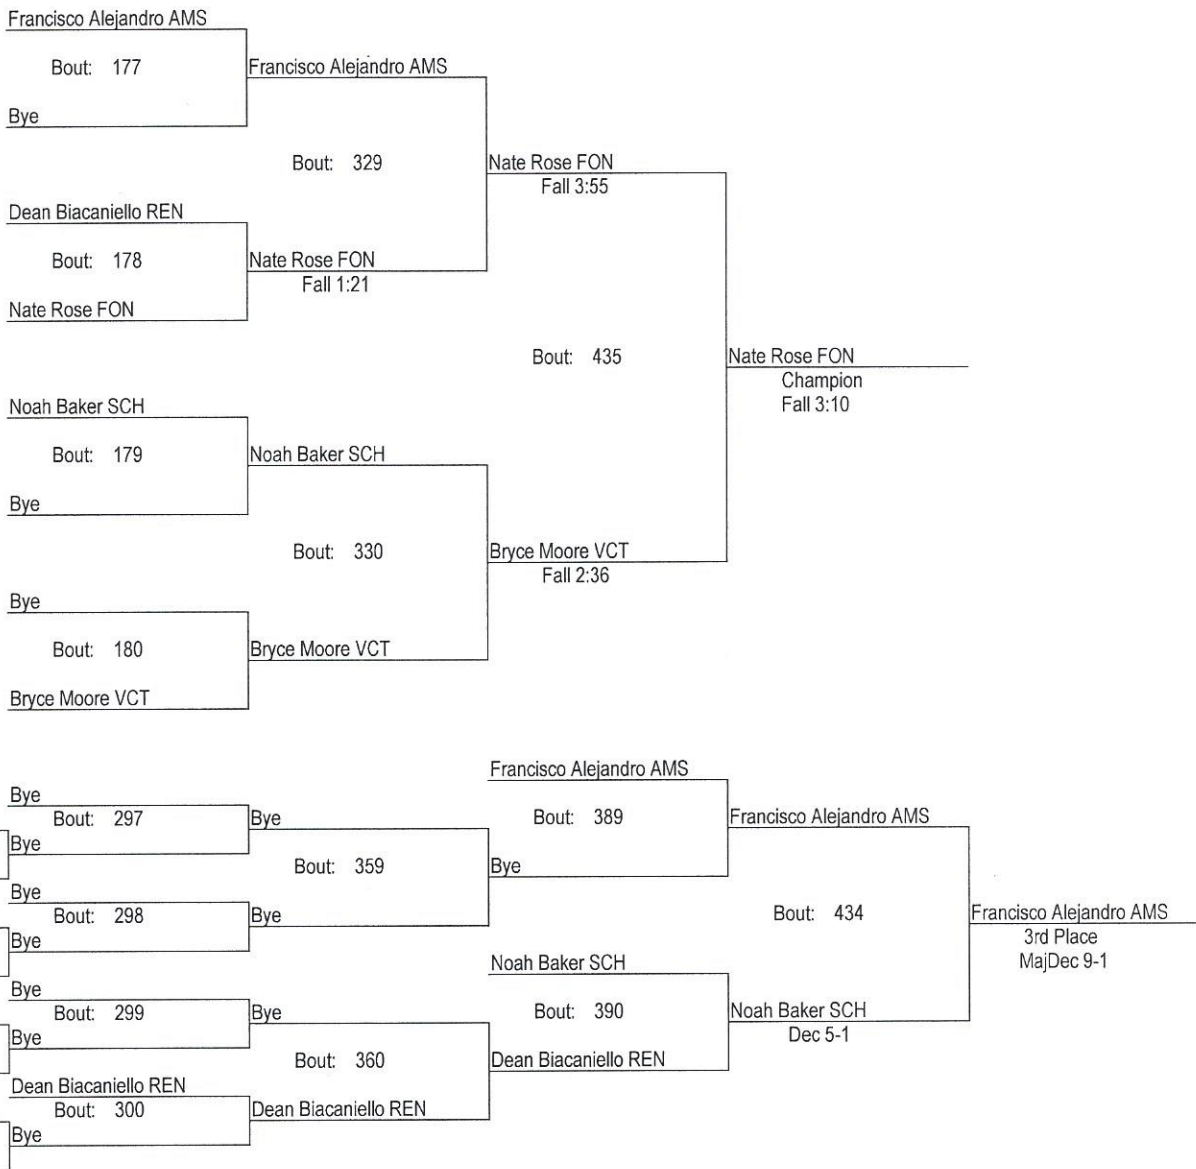 Francisco Alejandro AMS
Bout: 177
Francisco Alejandro AMS
Bye
Bout: 329
Nate Rose FON
Fall 3:55
Dean Biacaniello REN
Bout: 178
Nate Rose FON
Fall 1:21
Nate Rose FON
Bout: 435
Nate Rose FON
Champion
Fall 3:10
Noah Baker SCH
Bout: 179
Noah Baker SCH
Bye
Bout: 330
Bryce Moore VCT
Fall 2:36
Bye
Bout: 180
Bryce Moore VCT
Bryce Moore VCT
Francisco Alejandro AMS
Bye
Bout: 297
Bye
Bout: 389
Francisco Alejandro AMS
Bye
Bout: 359
Bye
Bye
Bout: 298
Bye
Bout: 434
Francisco Alejandro AMS
3rd Place
MajDec 9-1
Bye
Noah Baker SCH
Bye
Bout: 299
Bye
Bout: 390
Noah Baker SCH
Dec 5-1
Bye
Bout: 360
Dean Biacaniello REN
Dean Biacaniello REN
Bout: 300
Dean Biacaniello REN
Bye